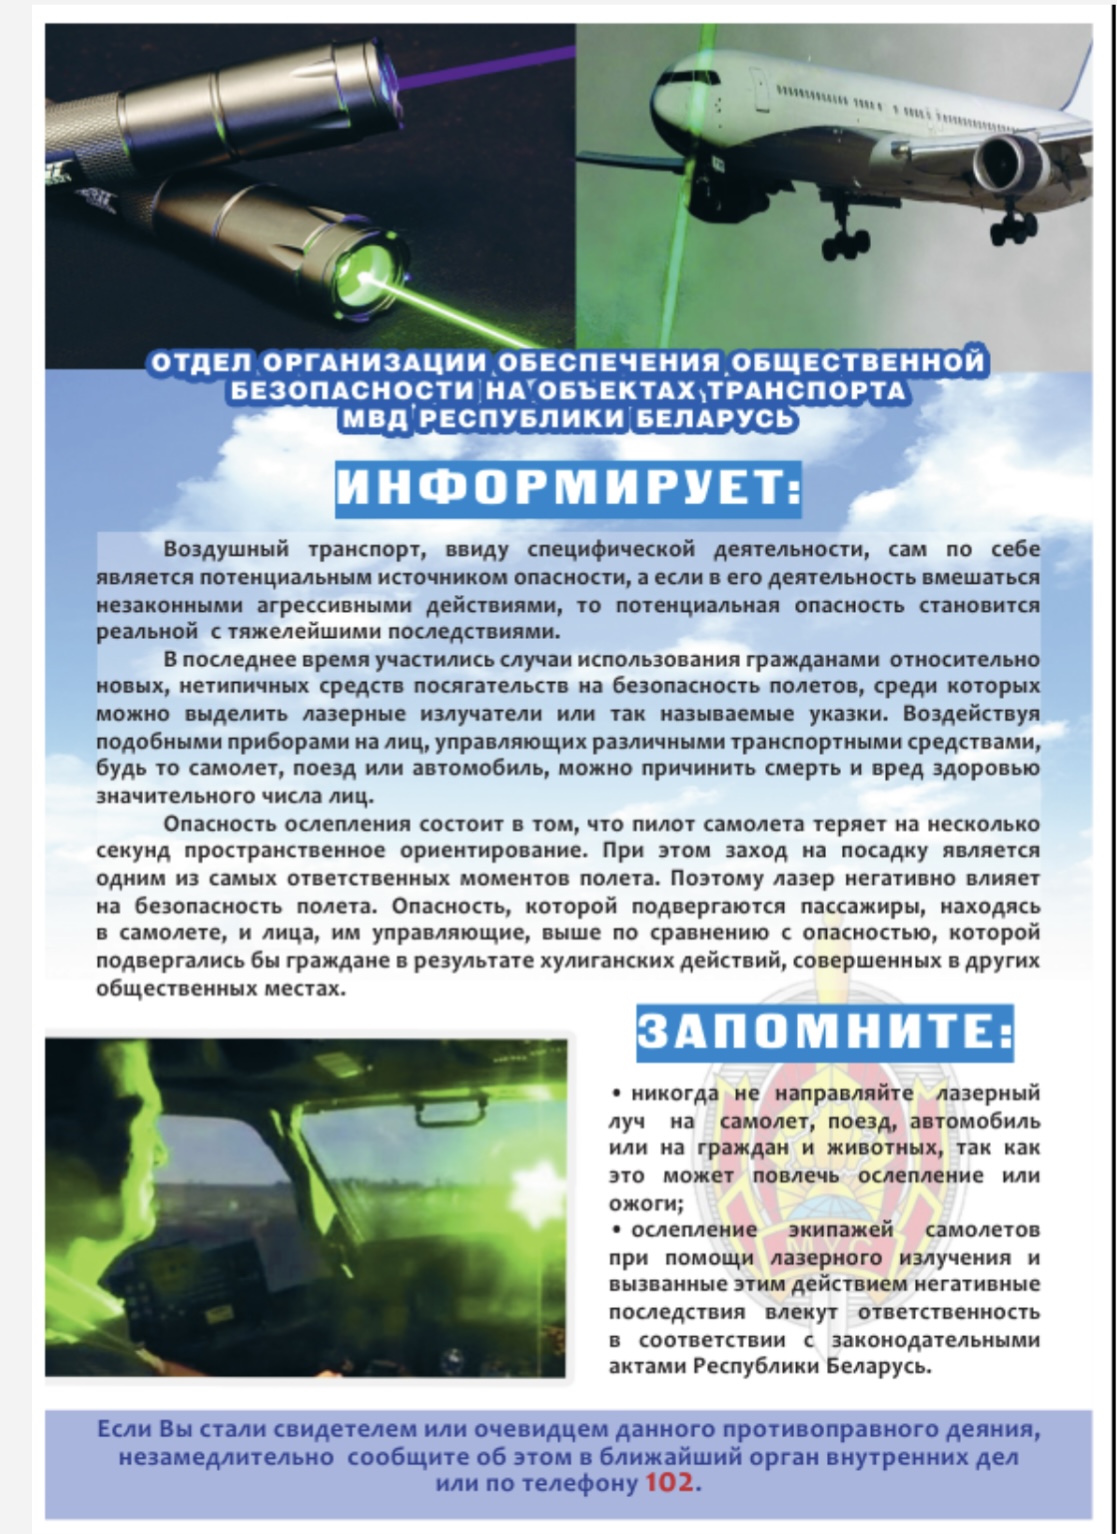 ОТДЕЛ ОРГАНИЗАЦИИ ОБЕСПЕЧЕНИЯ ОБЩЕСТВЕННОЙ
БЕЗОПАСНОСТИ НА ОБЪЕКТАХ ТРАНСПОРТА
МВД РЕСПУБЛИКИ БЕЛАРУСЬ
ИНФОРМИРУЕТ:
Воздушный транспорт, ввиду специфической деятельности, сам по себе
является потенциальным источником опасности, а если в его деятельность вмешаться
незаконными агрессивными действиями, то потенциальная опасность становится
реальной с тяжелейшими последствиями.
В последнее время участились случаи использования гражданами относительно
новых, нетипичных средств посягательств на безопасность полетов, среди которых
можно выделить лазерные излучатели или так называемые указки. Воздействуя
подобными приборами на лиц, управляющих различными транспортными средствами,
будь то самолет, поезд или автомобиль, можно причинить смерть и вред здоровью
значительного числа лиц.
Опасность ослепления состоит в том, что пилот самолета теряет на несколько
секунд пространственное ориентирование. При этом заход на посадку является
одним из самых ответственных моментов полета. Поэтому лазер негативно влияет
на безопасность полета. Опасность, которой подвергаются пассажиры, находясь
в самолете, и лица, им управляющие, выше по сравнению с опасностью, которой
подвергались бы граждане в результате хулиганских действий, совершенных в других
общественных местах.
ЗАПОМНИТЕ:
• никогда не направляйте лазерный
луч на самолет, поезд, автомобиль
или на граждан и животных, так как
это может повлечь ослепление или
ожоги;
• ослепление экипажей самолетов
при помощи лазерного излучения и
вызванные этим действием негативные
последствия влекут ответственность
в соответствии с законодательными
актами Республики Беларусь.
МУС
Если Вы стали свидетелем или очевидцем данного противоправного деяния,
незамедлительно сообщите об этом в ближайший орган внутренних дел
или по телефону 102.